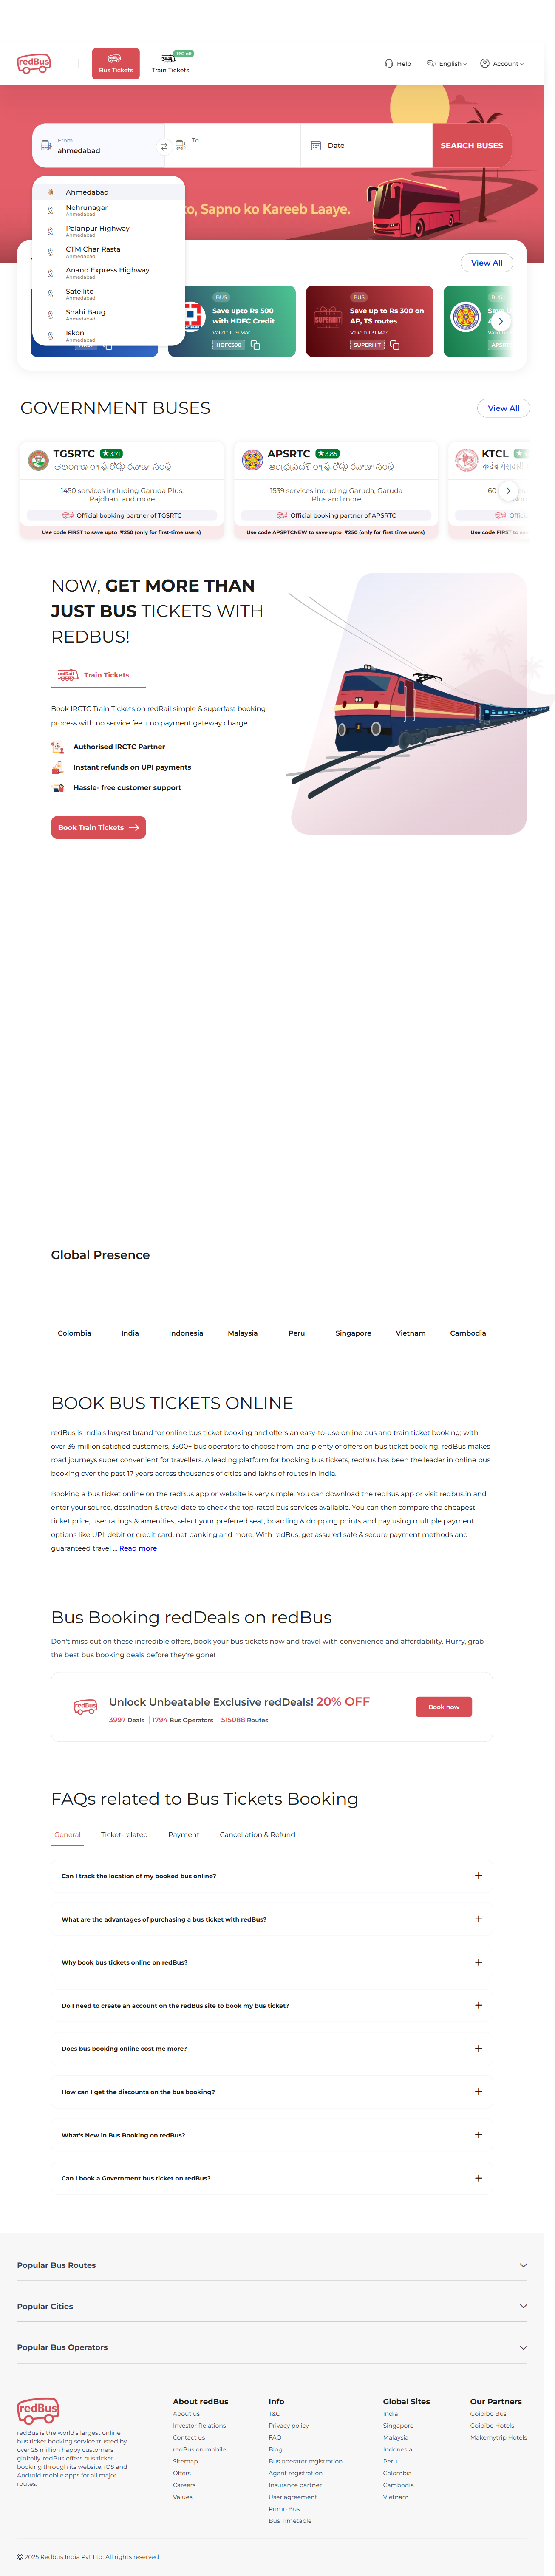 redBus
Bus Tickets
₹60 off
Train Tickets
Help
English
Account
From
ahmedabad
To
Date
SEARCH BUSES
Ahmedabad
Nehrunagar
Ahmedabad
Palanpur Highway
Ahmedabad
CTM Char Rasta
Ahmedabad
Anand Express Highway
Ahmedabad
Satellite
Ahmedabad
Shahi Baug
Ahmedabad
Iskon
Ahmedabad
Sapno ko Kareeb Laaye.
View All
BUS
Save upto Rs 500
with HDFC Credit
Valid till 19 Mar
HDFC500
SUPERHIT
BUS
Save up to Rs 300 on
AP, TS routes
Valid till 31 Mar
SUPERHIT
BUS
GOVERNMENT BUSES
View All
TGSRTC
3.71
తెలంగాణ రాష్ట్ర రోడ్డు రవాణా సంస్థ
1450 services including Garuda Plus,
Rajdhani and more
Official booking partner of TGSRTC
Use code FIRST to save upto ₹250 (only for first-time users)
APSRTC
3.85
ఆంధ్రప్రదేశ్ రాష్ట్ర రోడ్డు రవాణా సంస్థ
1539 services including Garuda, Garuda
Plus and more
Official booking partner of APSRTC
Use code APSRTCNEW to save upto ₹250 (only for first time users)
KTCL
60
Use code FIRST to
NOW, GET MORE THAN
JUST BUS TICKETS WITH
REDBUS!
redRail
Train Tickets
Book IRCTC Train Tickets on redRail simple & superfast booking
process with no service fee + no payment gateway charge.
Authorised IRCTC Partner
Instant refunds on UPI payments
Hassle- free customer support
Book Train Tickets
Global Presence
Colombia
India
Indonesia
Malaysia
Peru
Singapore
Vietnam
Cambodia
BOOK BUS TICKETS ONLINE
redBus is India's largest brand for online bus ticket booking and offers an easy-to-use online bus and train ticket booking; with
over 36 million satisfied customers, 3500+ bus operators to choose from, and plenty of offers on bus ticket booking, redBus makes
road journeys super convenient for travellers. A leading platform for booking bus tickets, redBus has been the leader in online bus
booking over the past 17 years across thousands of cities and lakhs of routes in India.
Booking a bus ticket online on the redBus app or website is very simple. You can download the redBus app or visit redbus.in and
enter your source, destination & travel date to check the top-rated bus services available. You can then compare the cheapest
ticket price, user ratings & amenities, select your preferred seat, boarding & dropping points and pay using multiple payment
options like UPI, debit or credit card, net banking and more. With redBus, get assured safe & secure payment methods and
guaranteed travel ... Read more
Bus Booking redDeals on redBus
Don't miss out on these incredible offers, book your bus tickets now and travel with convenience and affordability. Hurry, grab
the best bus booking deals before they're gone!
redBus
Unlock Unbeatable Exclusive redDeals! 20% OFF
3997 Deals | 1794 Bus Operators | 515088 Routes
Book now
FAQs related to Bus Tickets Booking
General
Ticket-related
Payment
Cancellation & Refund
Can I track the location of my booked bus online?
What are the advantages of purchasing a bus ticket with redBus?
Why book bus tickets online on redBus?
Do I need to create an account on the redBus site to book my bus ticket?
Does bus booking online cost me more?
How can I get the discounts on the bus booking?
What's New in Bus Booking on redBus?
Can I book a Government bus ticket on redBus?
Popular Bus Routes
Popular Cities
Popular Bus Operators
redBus
redBus is the world's largest online
bus ticket booking service trusted by
over 25 million happy customers
globally. redBus offers bus ticket
booking through its website, iOS and
Android mobile apps for all major
routes.
About redBus
About us
Investor Relations
Contact us
redBus on mobile
Sitemap
Offers
Careers
Values
Info
T&C
Privacy policy
FAQ
Blog
Bus operator registration
Agent registration
Insurance partner
User agreement
Primo Bus
Bus Timetable
Global Sites
India
Singapore
Malaysia
Indonesia
Peru
Colombia
Cambodia
Vietnam
Our Partners
Goibibo Bus
Goibibo Hotels
Makemytrip Hotels
© 2025 Redbus India Pvt Ltd. All rights reserved